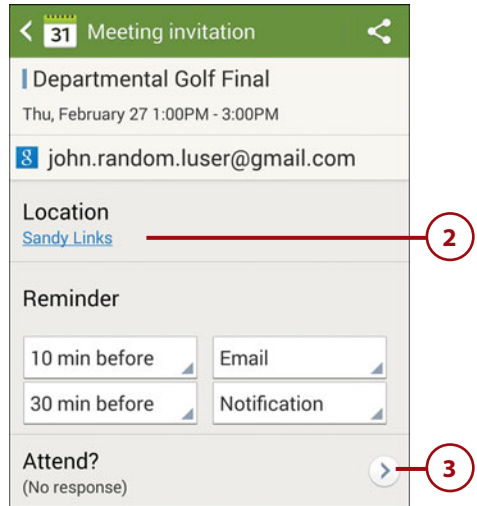 31 Meeting invitation
Departmental Golf Final
Thu, February 27 1:00PM - 3:00PM
8 john.random.luser@gmail.com
Location
Sandy Links
2
Reminder
10 min before Email
30 min before Notification
Attend?
(No response)
3